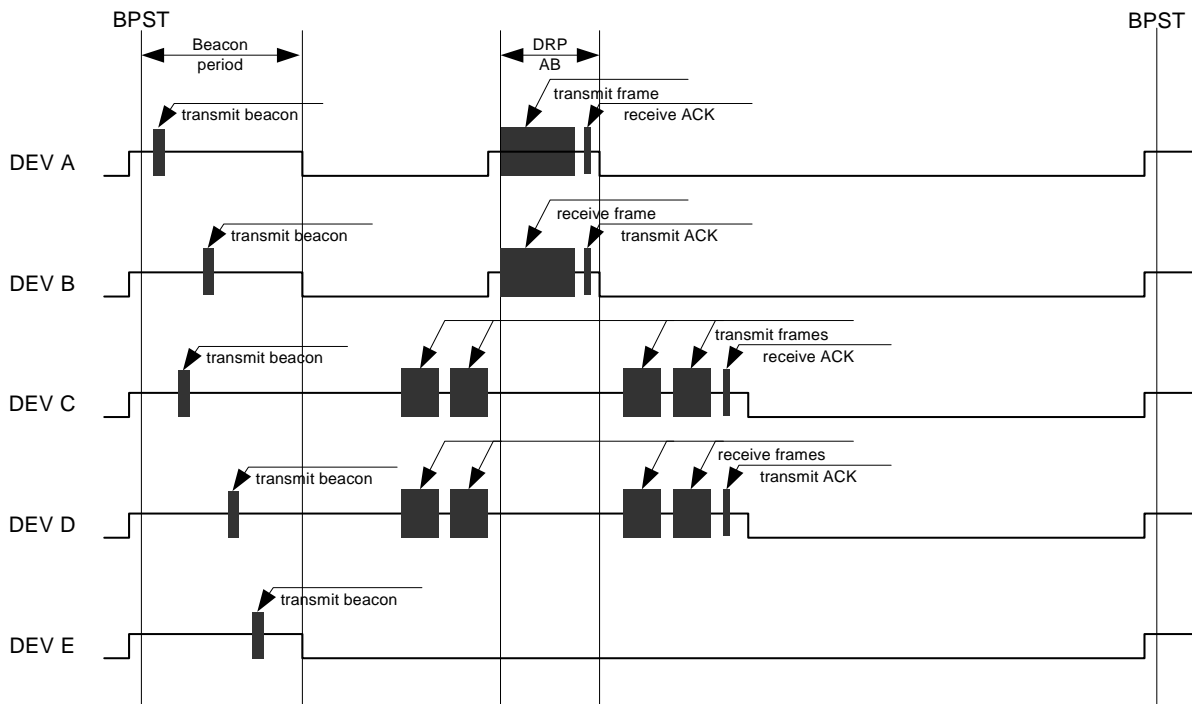 BPST
BPST
Beacon
period
DRP
AB
transmit frame
transmit beacon
receive ACK
DEV A
receive frame
transmit beacon
transmit ACK
DEV B
transmit frames
transmit beacon
receive ACK
DEV C
receive frames
transmit beacon
transmit ACK
DEV D
transmit beacon
DEV E